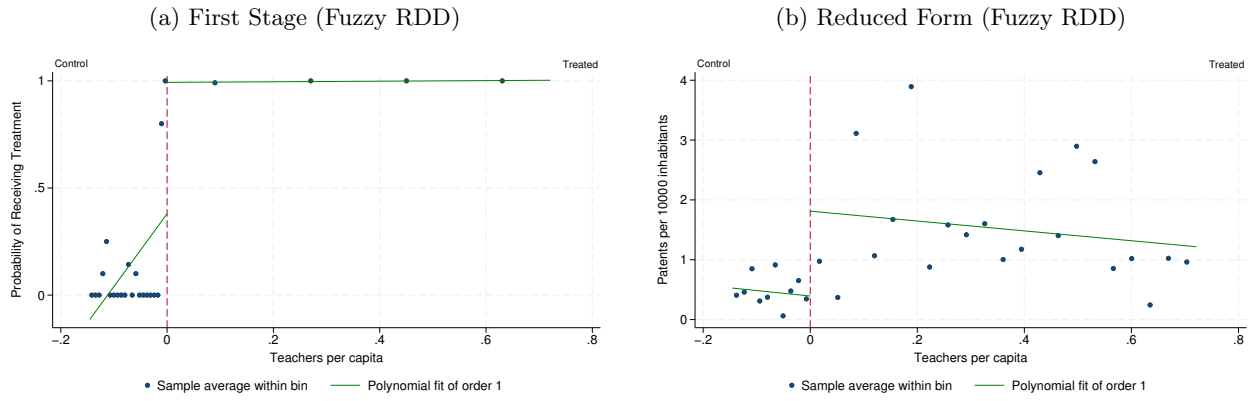 (a) First Stage (Fuzzy RDD)
Control
Treated
Probability of Receiving Treatment
1
.5
0
-.2
0
.2
.4
.6
.8
Teachers per capita
Sample average within bin
Polynomial fit of order 1
(b) Reduced Form (Fuzzy RDD)
Control
Treated
Patents per 10000 inhabitants
4
3
2
1
0
-.2
0
.2
.4
.6
.8
Teachers per capita
Sample average within bin
Polynomial fit of order 1